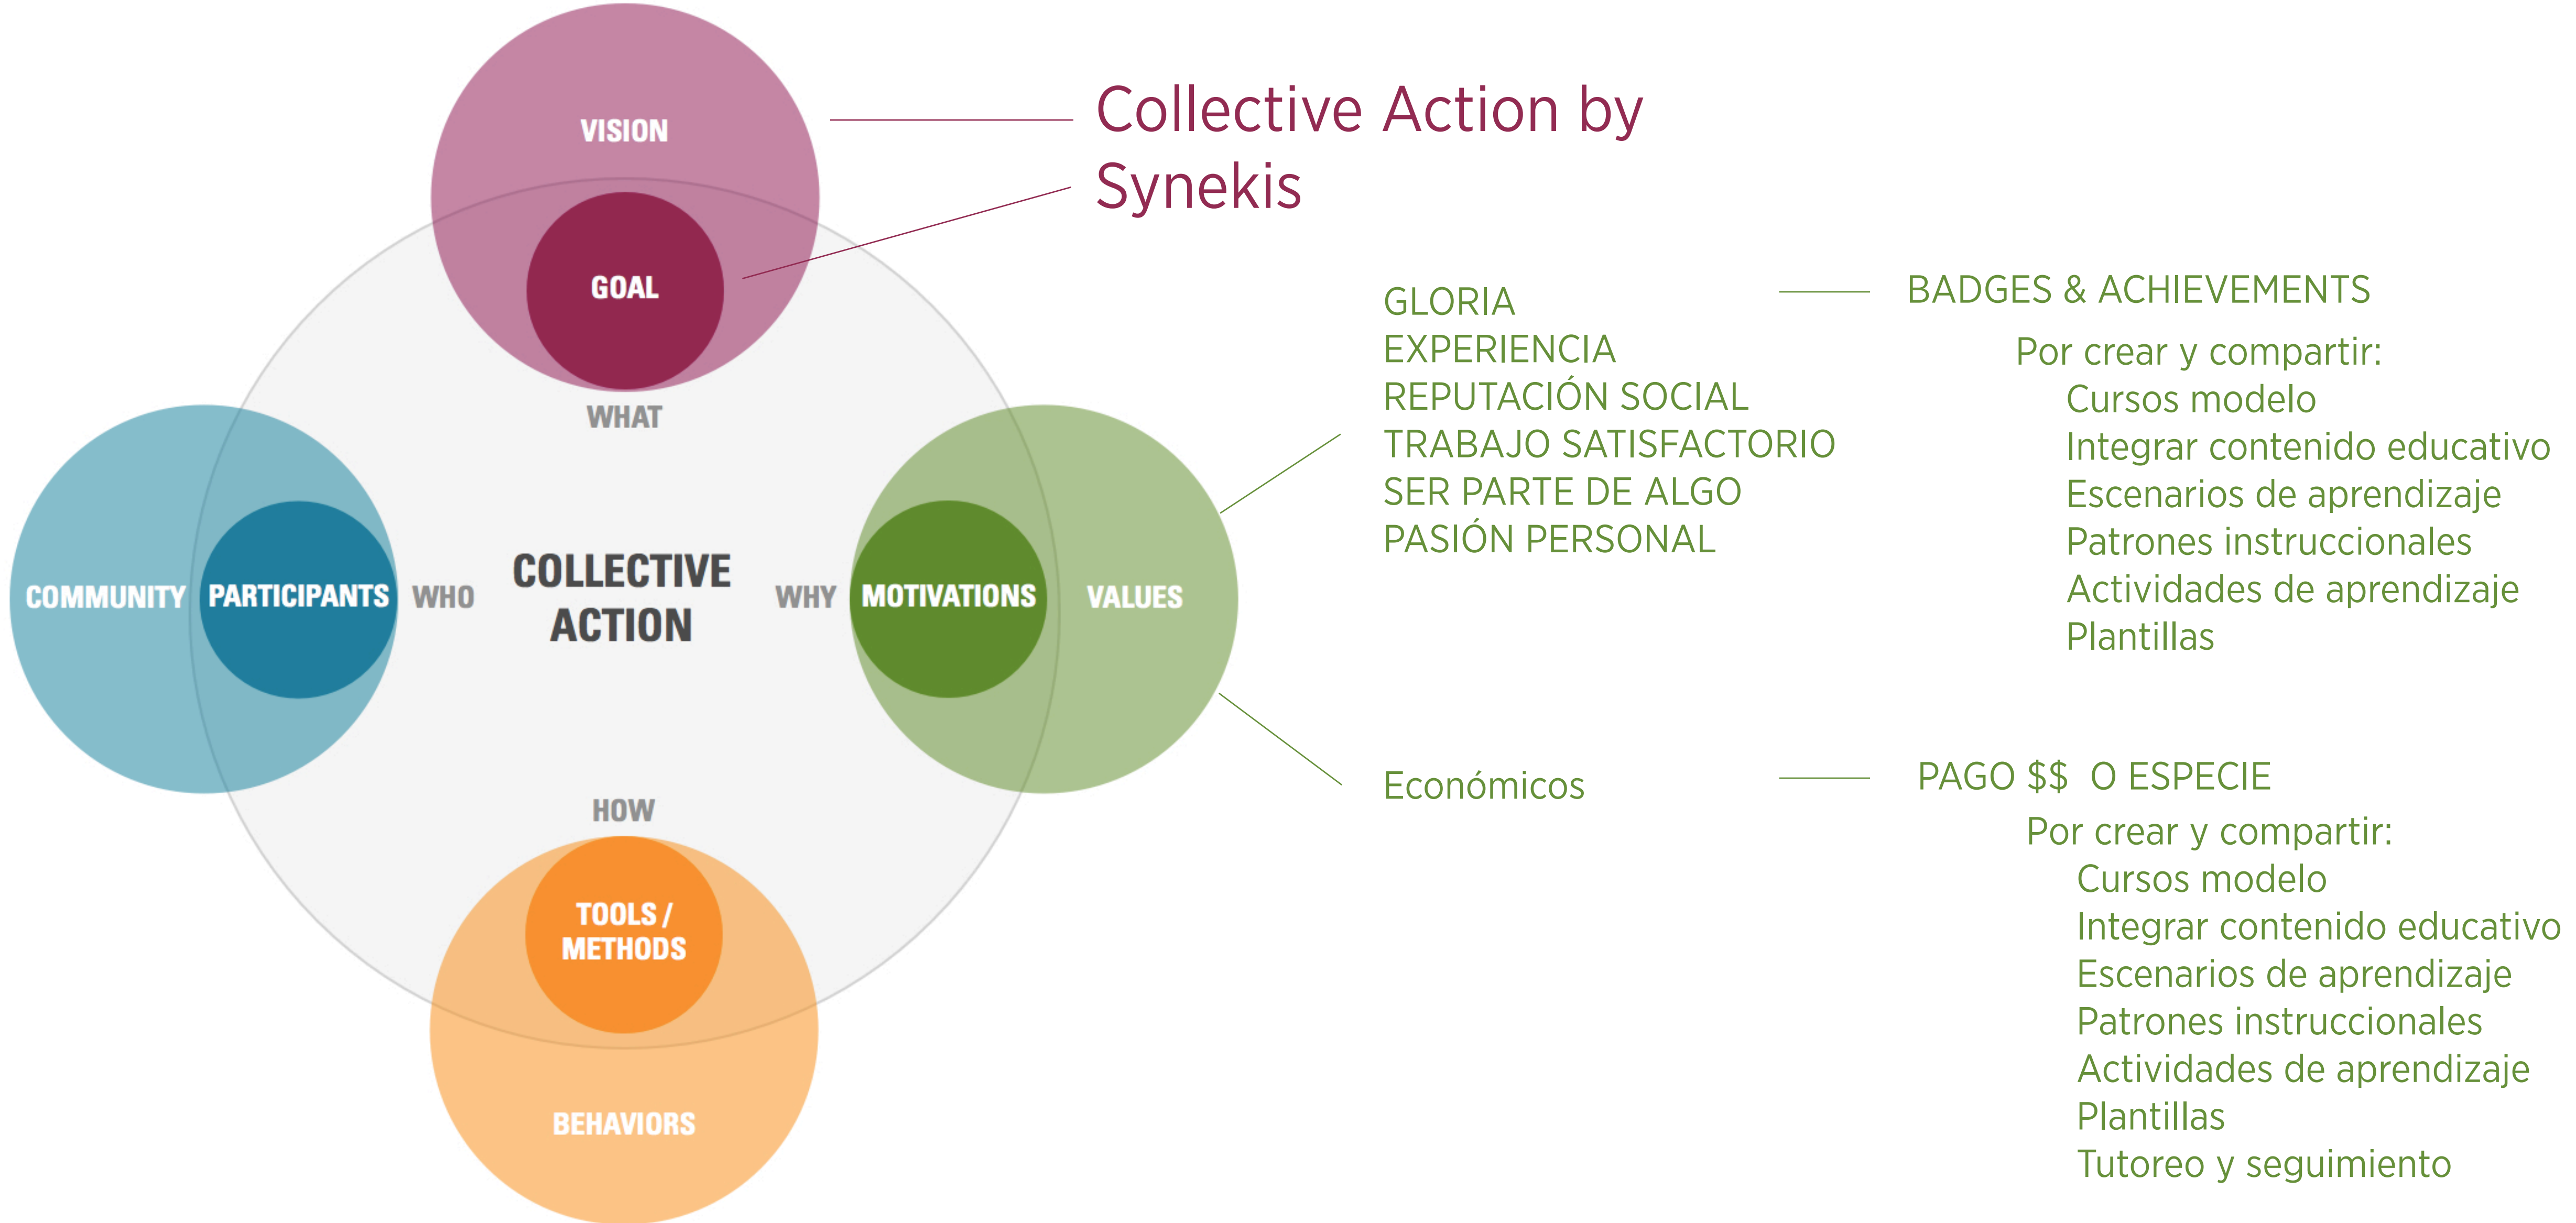 VISION
GOAL
WHAT
COMMUNITY
PARTICIPANTS
WHO
COLLECTIVE
ACTION
WHY
MOTIVATIONS
VALUES
HOW
TOOLS /
METHODS
BEHAVIORS
Collective Action by
Synekis
GLORIA
EXPERIENCIA
REPUTACIÓN SOCIAL
TRABAJO SATISFACTORIO
SER PARTE DE ALGO
PASIÓN PERSONAL
BADGES & ACHIEVEMENTS
Por crear y compartir:
Cursos modelo
Integrar contenido educativo
Escenarios de aprendizaje
Patrones instruccionales
Actividades de aprendizaje
Plantillas
Económicos
PAGO $$ O ESPECIE
Por crear y compartir:
Cursos modelo
Integrar contenido educativo
Escenarios de aprendizaje
Patrones instruccionales
Actividades de aprendizaje
Plantillas
Tutoreo y seguimiento